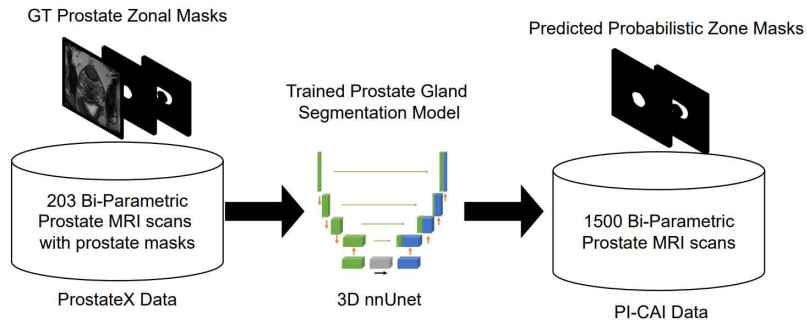 GT Prostate Zonal Masks
203 Bi-Parametric
Prostate MRI scans
with prostate masks
ProstateX Data
Trained Prostate Gland
Segmentation Model
3D nnUnet
Predicted Probabilistic Zone Masks
1500 Bi-Parametric
Prostate MRI scans
PI-CAI Data